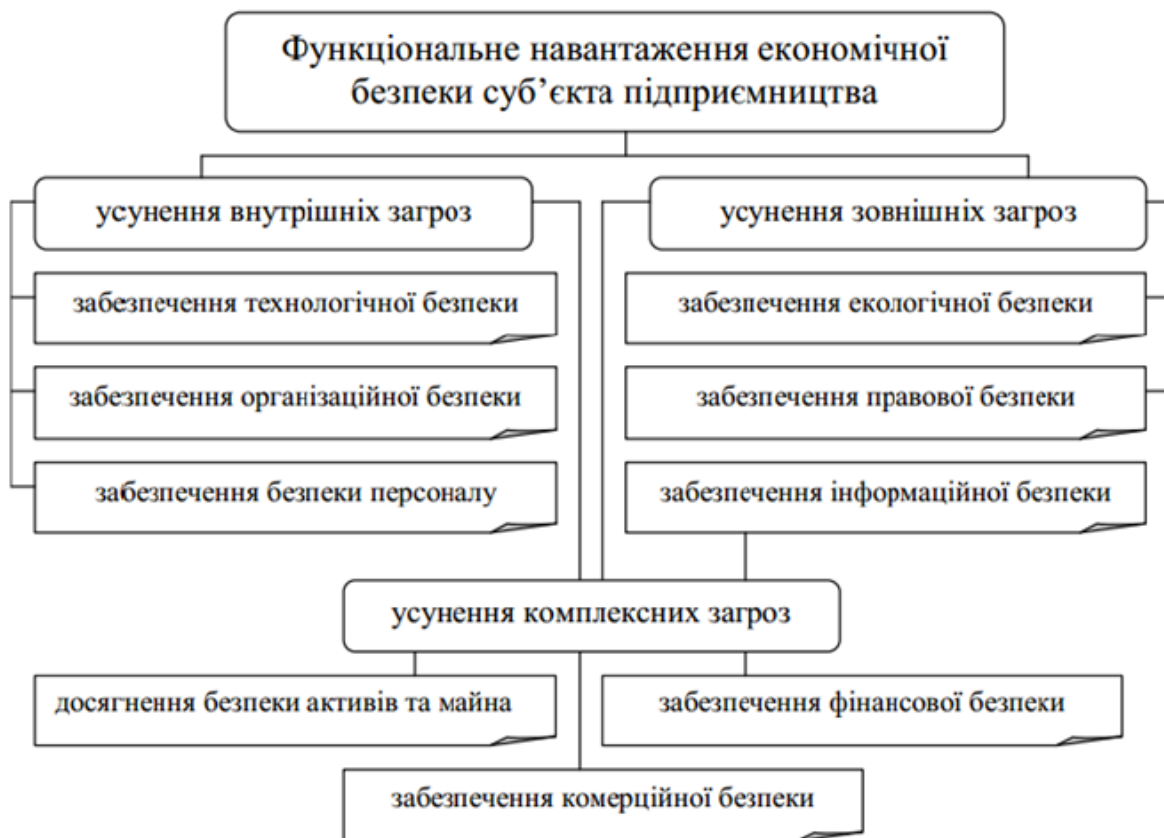 Функціональне навантаження економічної
безпеки суб’єкта підприємництва
усунення внутрішніх загроз
усунення зовнішніх загроз
забезпечення технологічної безпеки
забезпечення екологічної безпеки
забезпечення організаційної безпеки
забезпечення правової безпеки
забезпечення безпеки персоналу
забезпечення інформаційної безпеки
усунення комплексних загроз
досягнення безпеки активів та майна
забезпечення фінансової безпеки
забезпечення комерційної безпеки